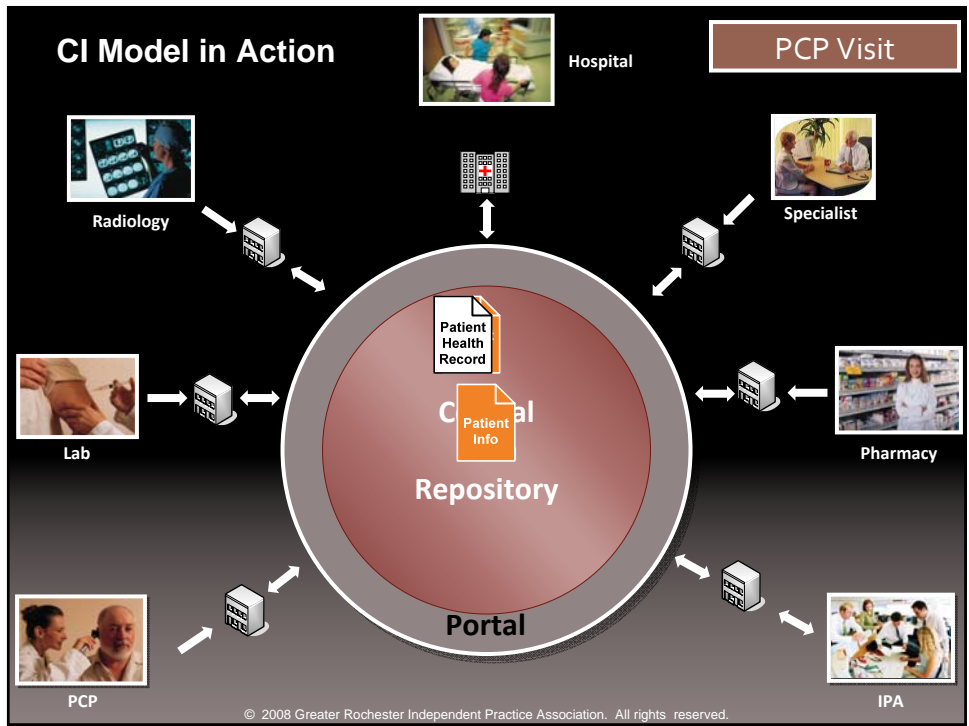 CI Model in Action
PCP Visit
Hospital
Radiology
Specialist
Patient
Health
Record
Patient
Info
Repository
Lab
Pharmacy
Portal
PCP
IPA
© 2008 Greater Rochester Independent Practice Association. All rights reserved.